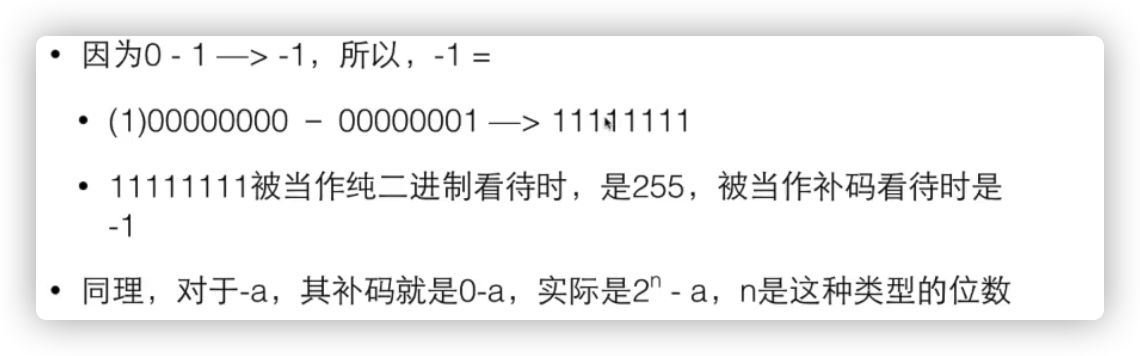 • 因为0 - 1 —> -1，所以，-1 =
• (1)00000000 – 00000001 —> 11111111
• 11111111被当作纯二进制看待时，是255，被当作补码看待时是
-1
• 同理，对于-a，其补码就是0-a，实际是2ⁿ - a，n是这种类型的位数